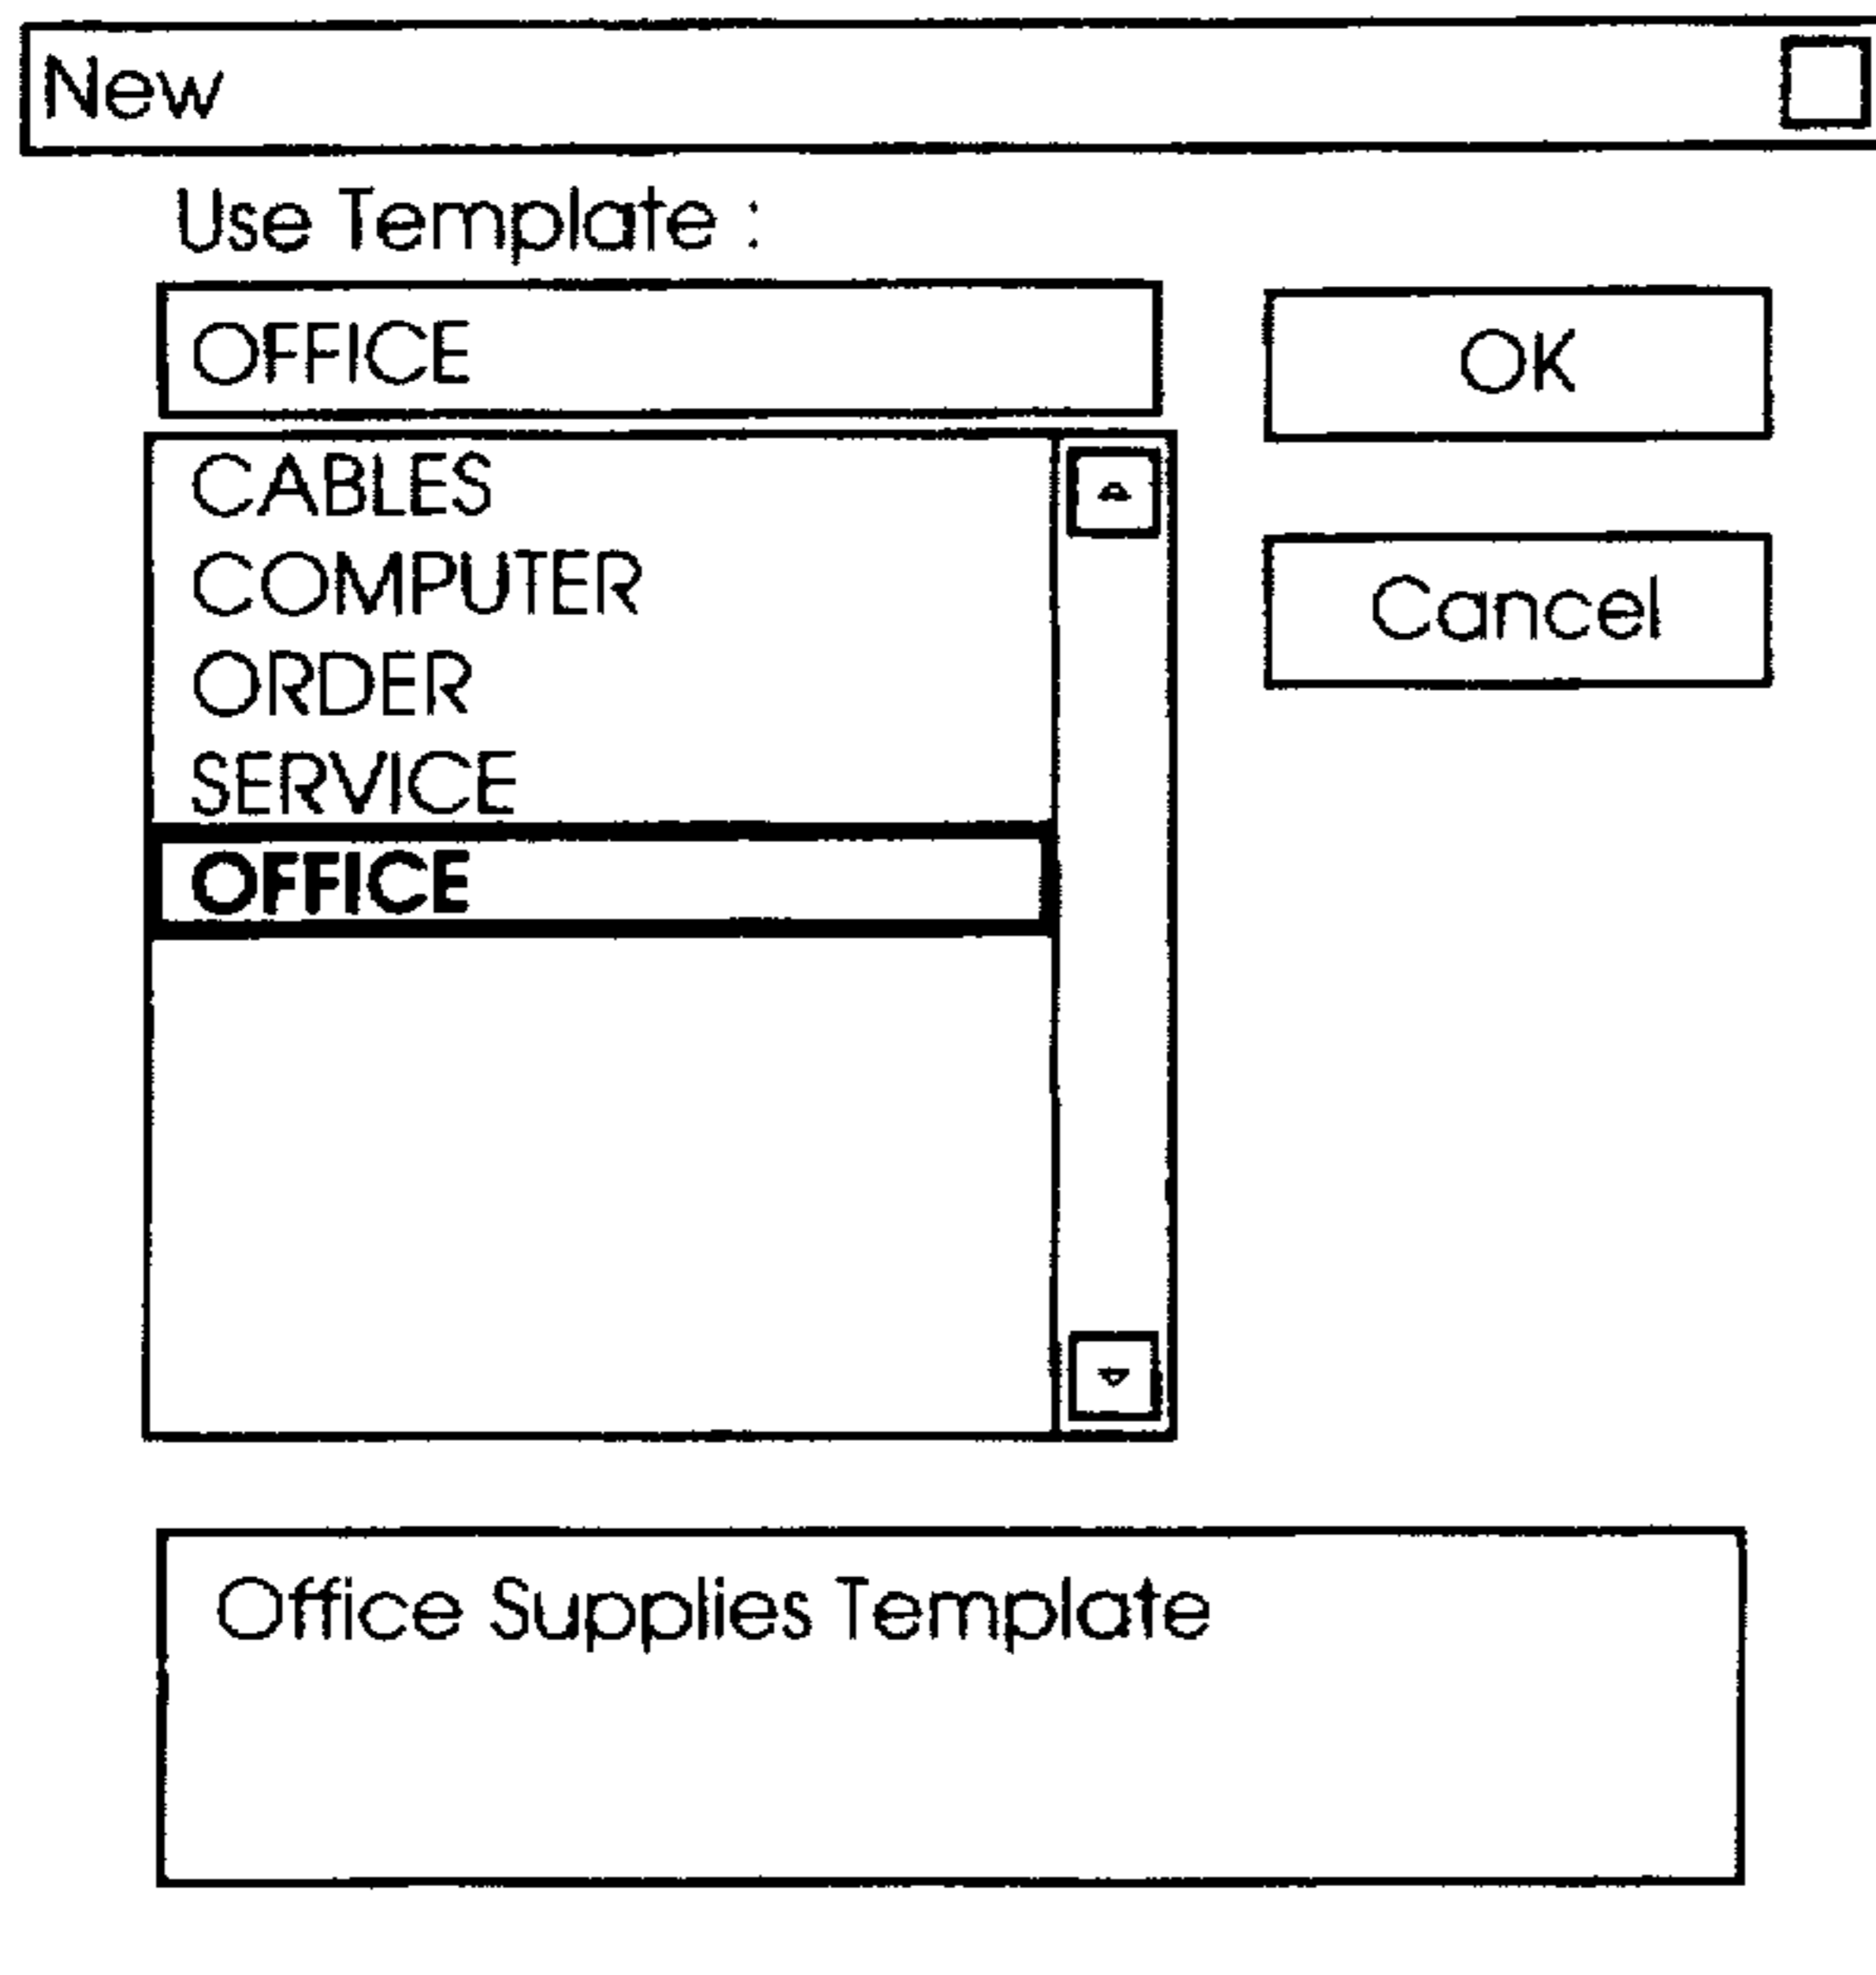 New
Use Template :
OFFICE
OK
CABLES
COMPUTER
ORDER
SERVICE
OFFICE
Cancel
Office Supplies Template